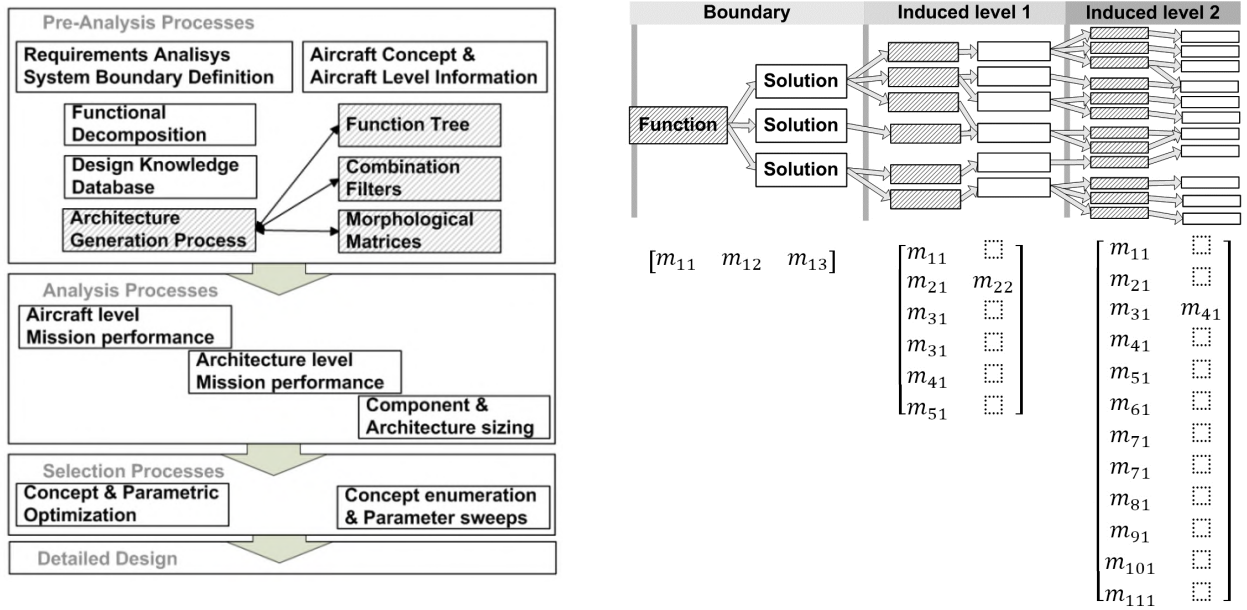 Pre-Analysis Processes
Requirements Analisys
System Boundary Definition
Aircraft Concept &
Aircraft Level Information
Functional
Decomposition
Function Tree
Design Knowledge
Database
Combination
Filters
Architecture
Generation Process
Morphological
Matrices
Analysis Processes
Aircraft level
Mission performance
Architecture level
Mission performance
Component &
Architecture sizing
Selection Processes
Concept & Parametric
Optimization
Concept enumeration
& Parameter sweeps
Detailed Design
Boundary
Induced level 1
Induced level 2
Function
Solution
Solution
Solution
[m11 m12 m13]
m11
m21 m22
m31
m31
m41
m51
m11
m21
m31 m41
m41
m51
m61
m71
m71
m81
m91
m101
m111